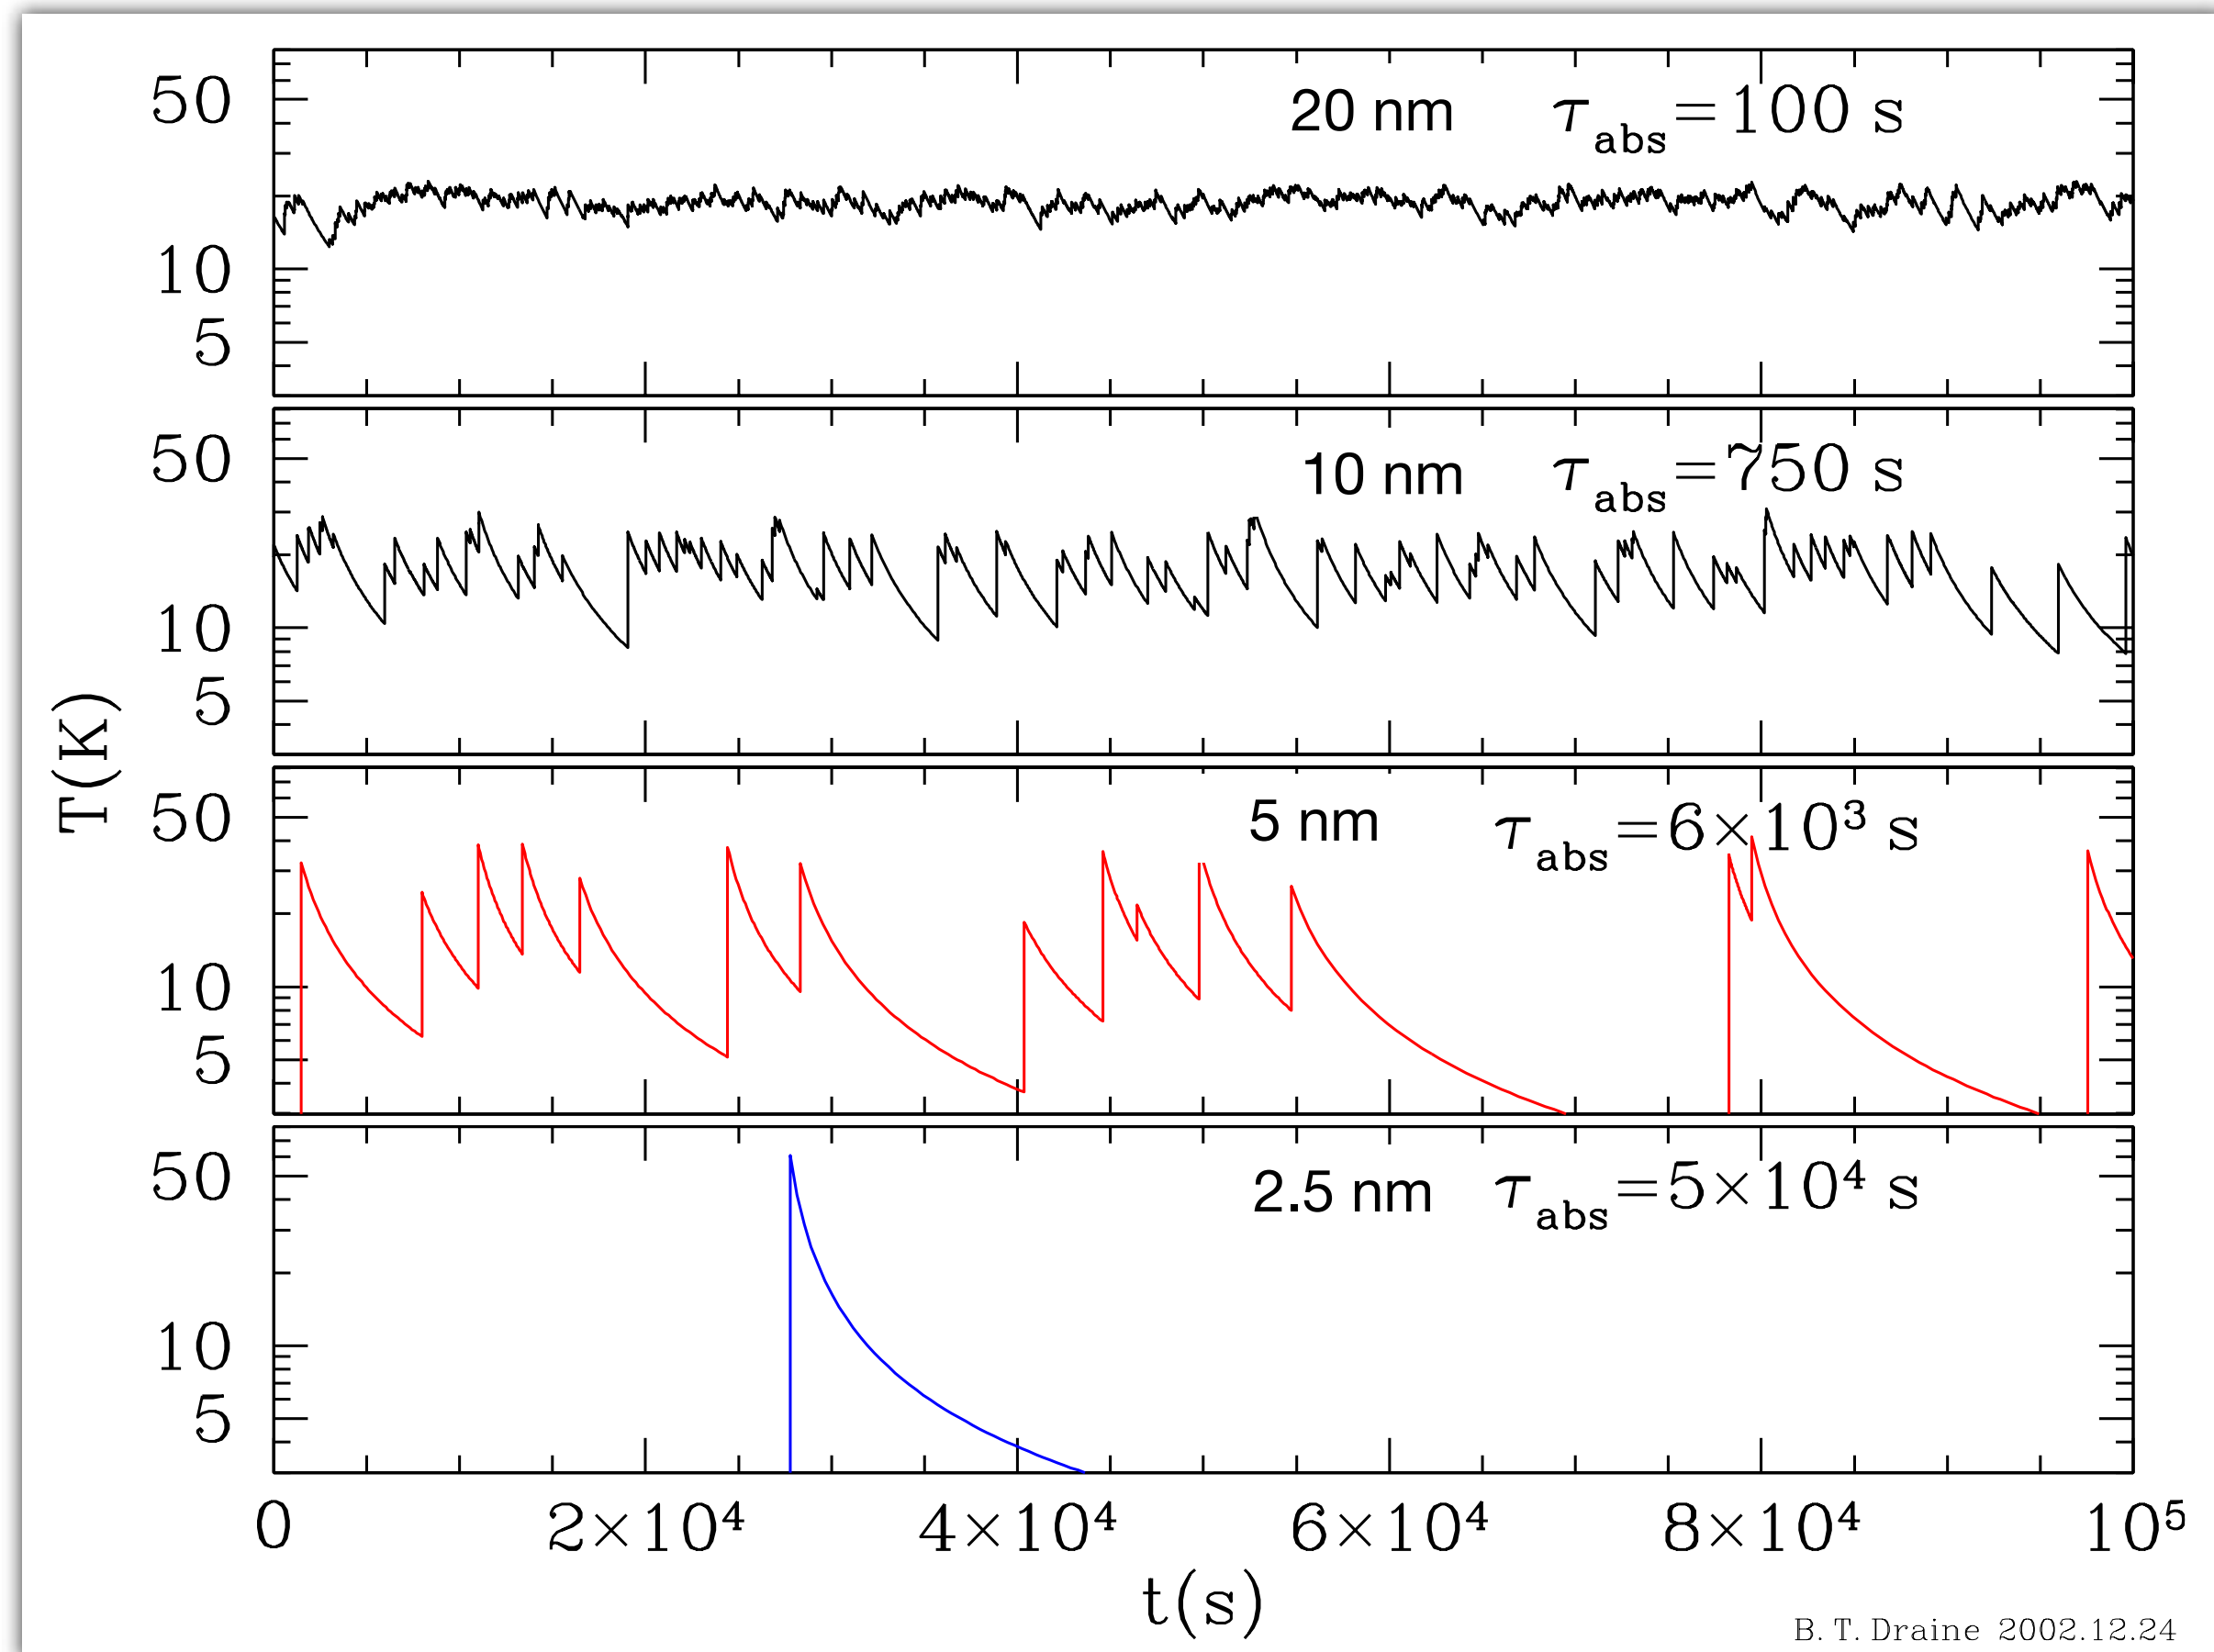 50
20 nm τabs=100 s
10
5
50
10 nm τabs=750 s
10
5
T(K)
50
5 nm τabs=6×10³ s
10
5
50
2.5 nm τabs=5×10⁴ s
10
5
0 2×10⁴ 4×10⁴ 6×10⁴ 8×10⁴ 10⁵
t(s)
B.T.Draine 2002.12.24